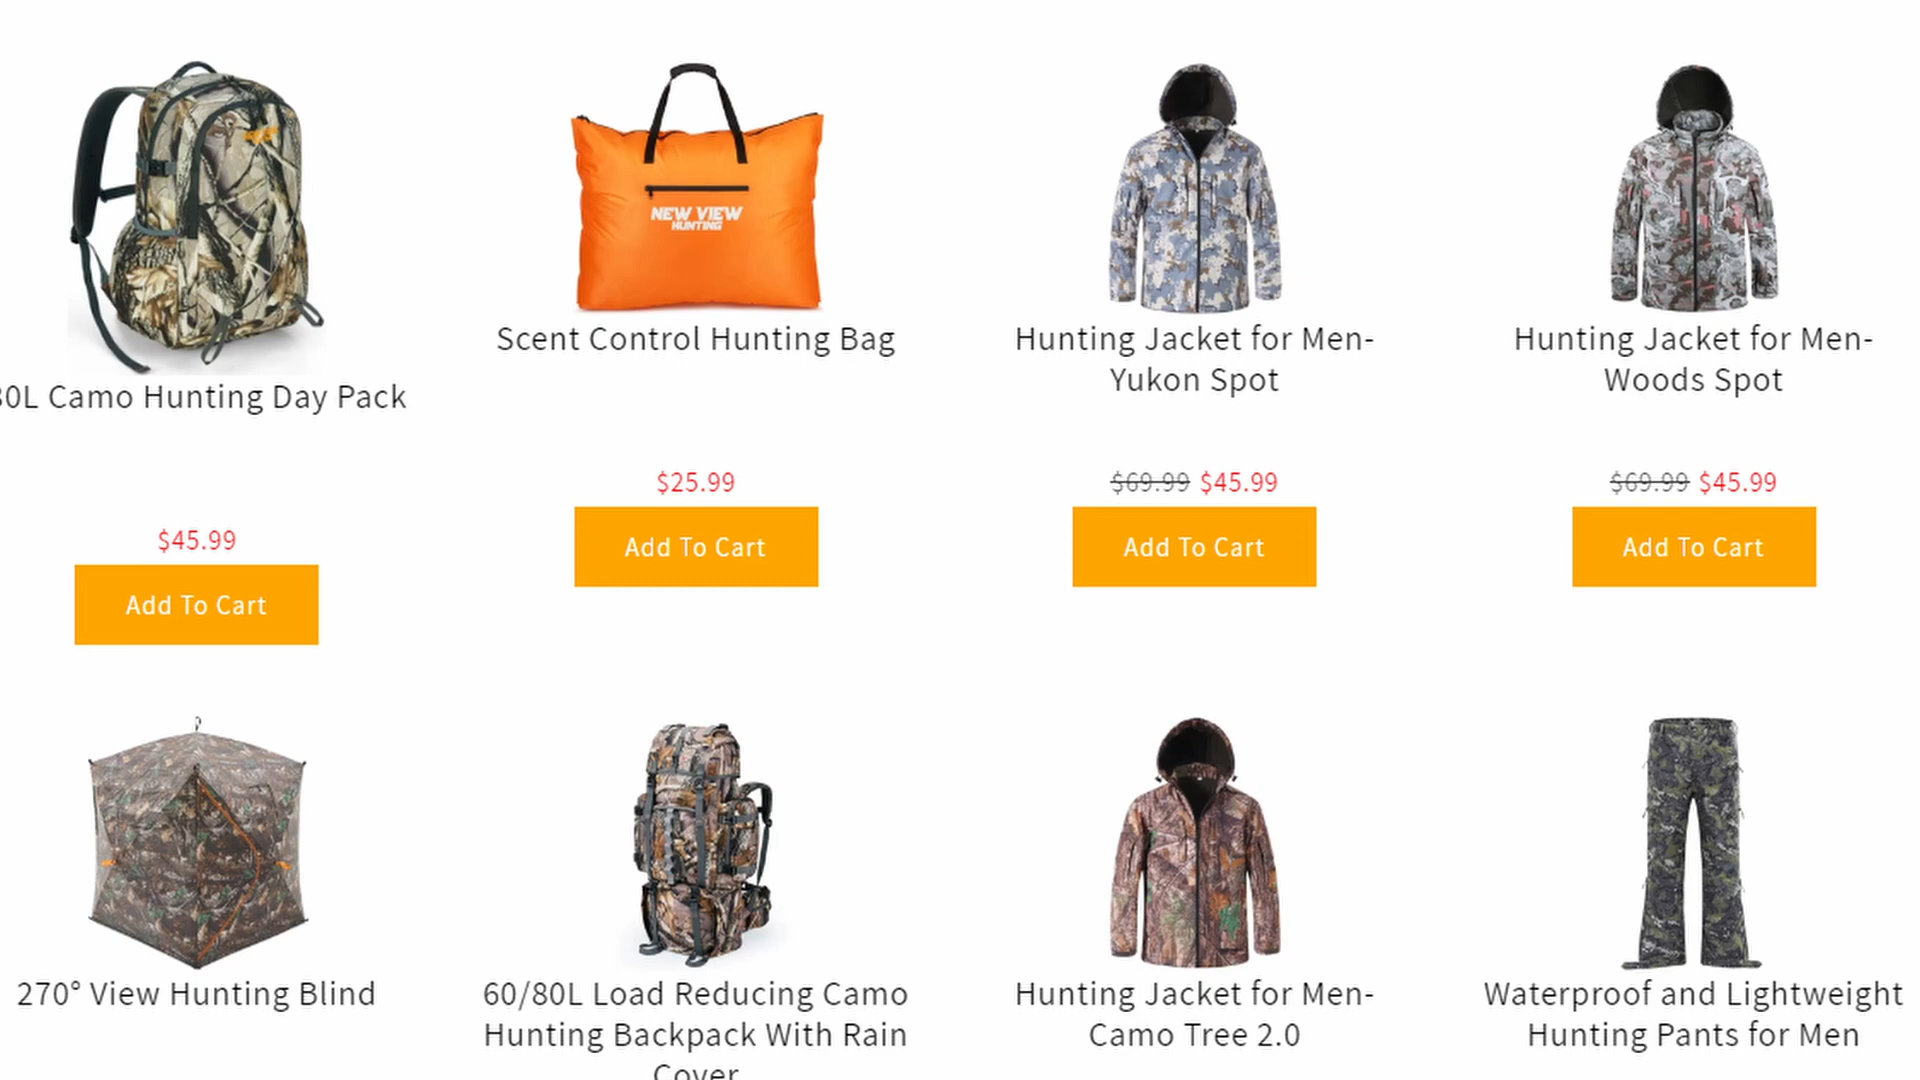 NEW VIEW
HUNTING
Scent Control Hunting Bag
Hunting Jacket for Men-
Yukon Spot
Hunting Jacket for Men-
Woods Spot
Camo Hunting Day Pack
$25.99
$69.99 $45.99
$69.99 $45.99
$45.99
Add To Cart
Add To Cart
Add To Cart
Add To Cart
270° View Hunting Blind
60/80L Load Reducing Camo
Hunting Backpack With Rain
Cover
Hunting Jacket for Men-
Camo Tree 2.0
Waterproof and Lightweight
Hunting Pants for Men